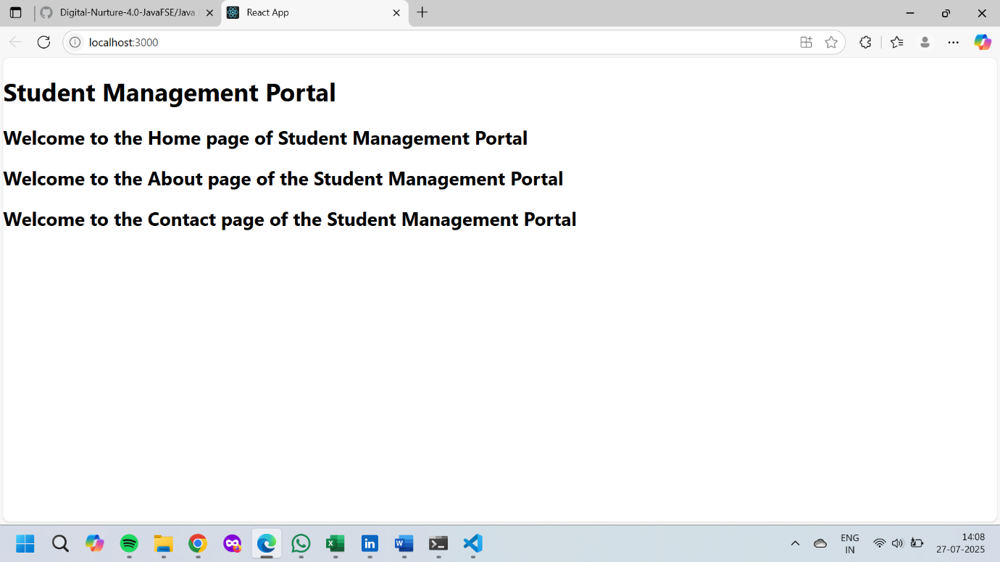 Digital-Nurture-4.0-JavaFSE/Java
React App
localhost:3000
Student Management Portal
Welcome to the Home page of Student Management Portal
Welcome to the About page of the Student Management Portal
Welcome to the Contact page of the Student Management Portal
ENG
IN
14:08
27-07-2025